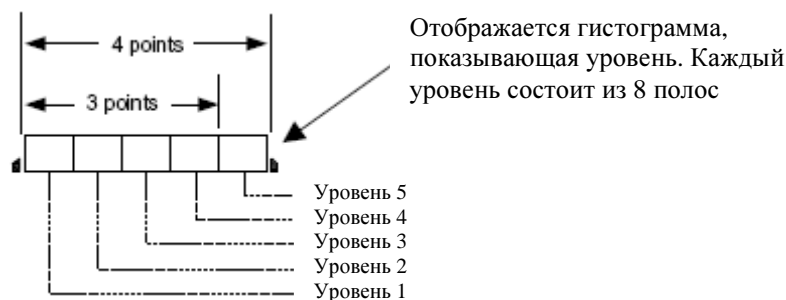 4 points
3 points
Отображается гистограмма,
показывающая уровень. Каждый
уровень состоит из 8 полос
Уровень 5
Уровень 4
Уровень 3
Уровень 2
Уровень 1